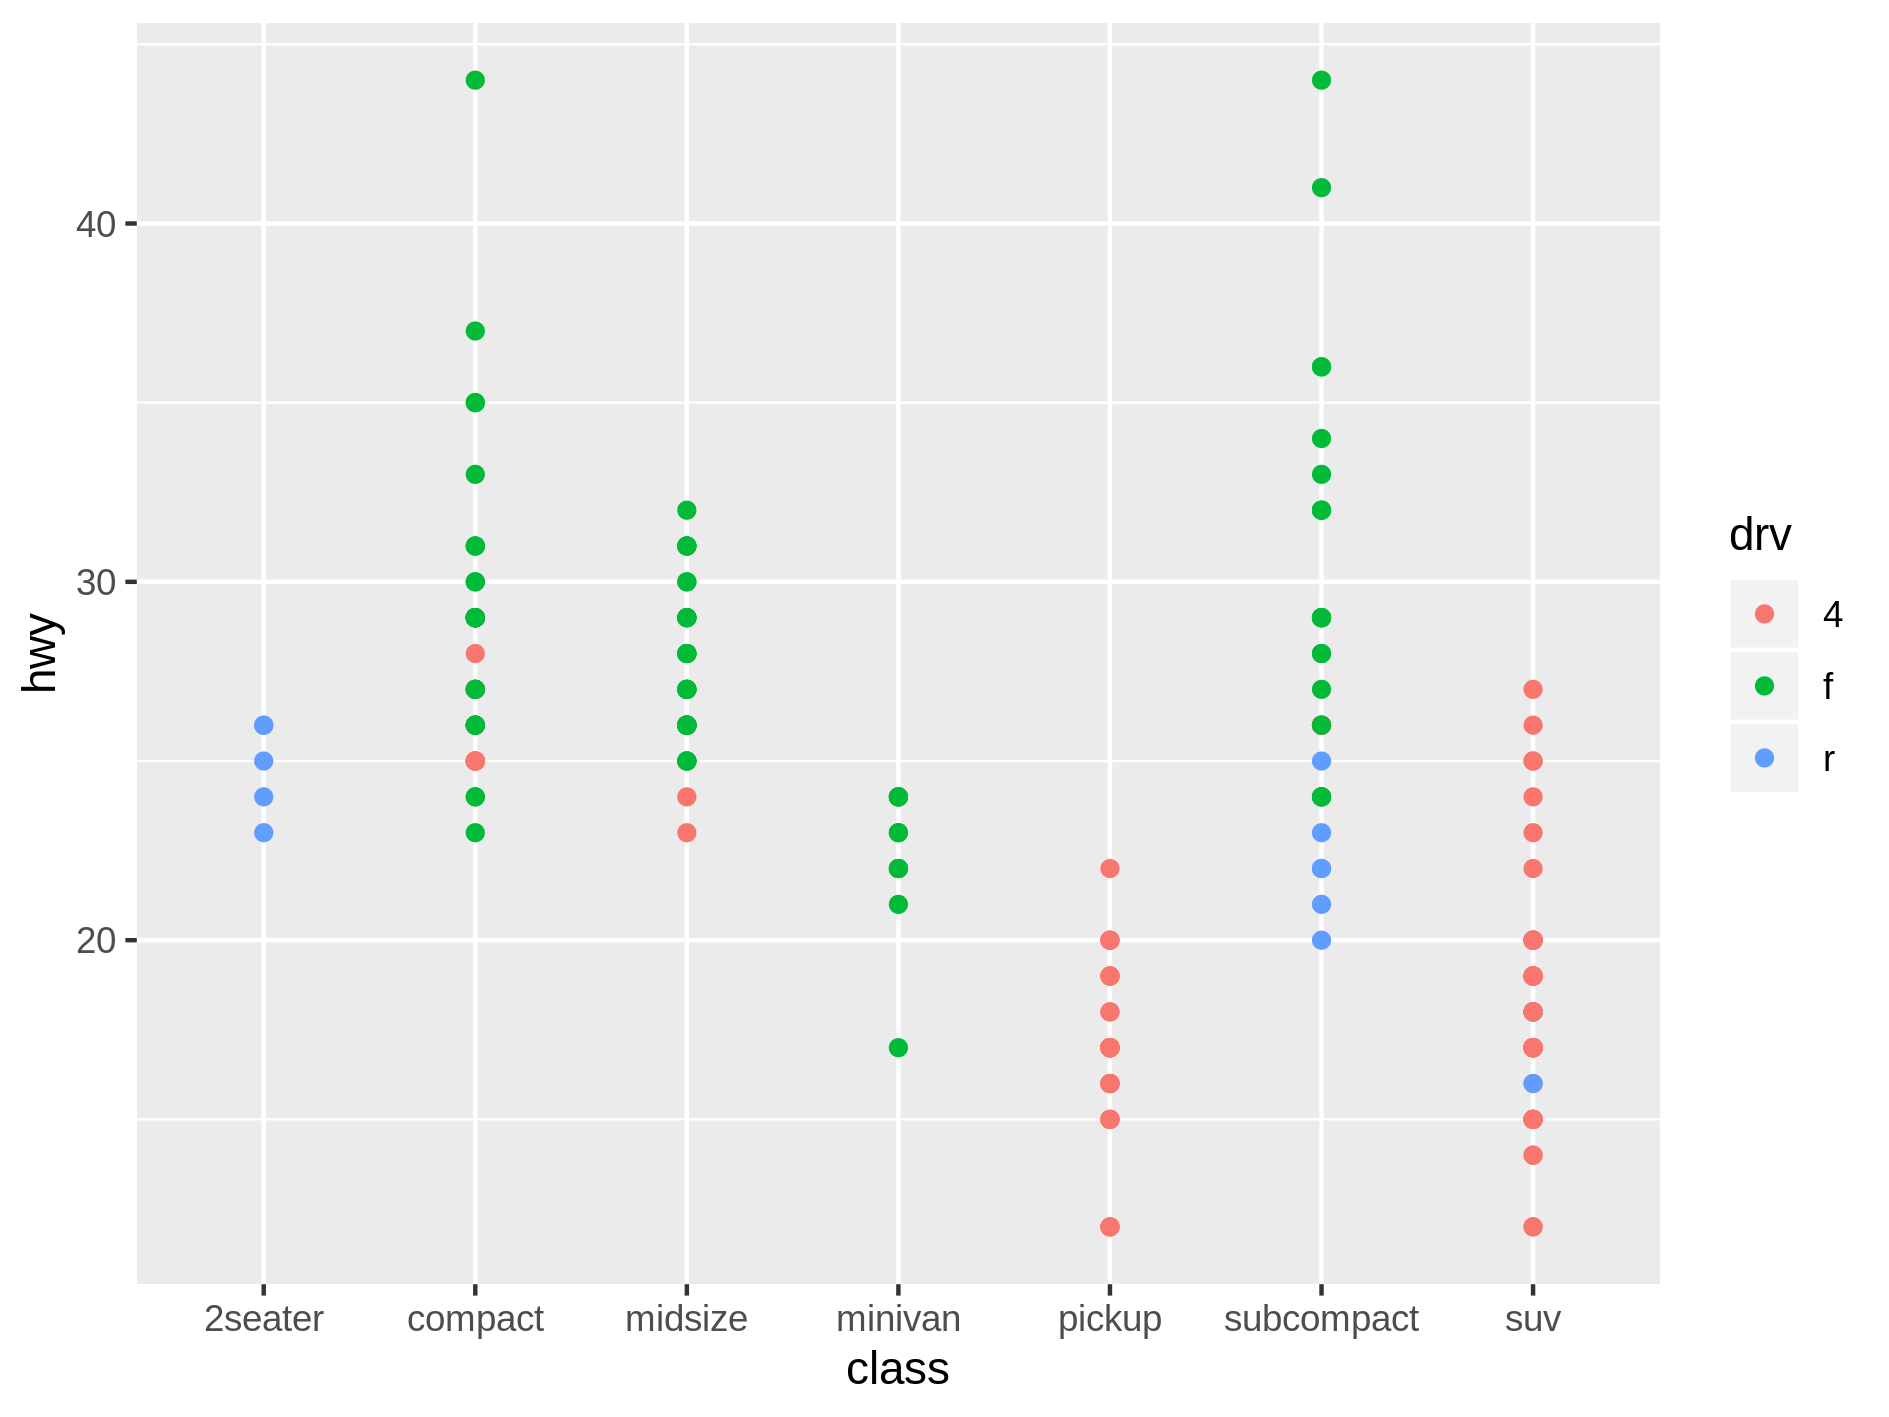 40
30
20
hwy
2seater compact midsize minivan pickup subcompact suv
class
drv
4
f
r